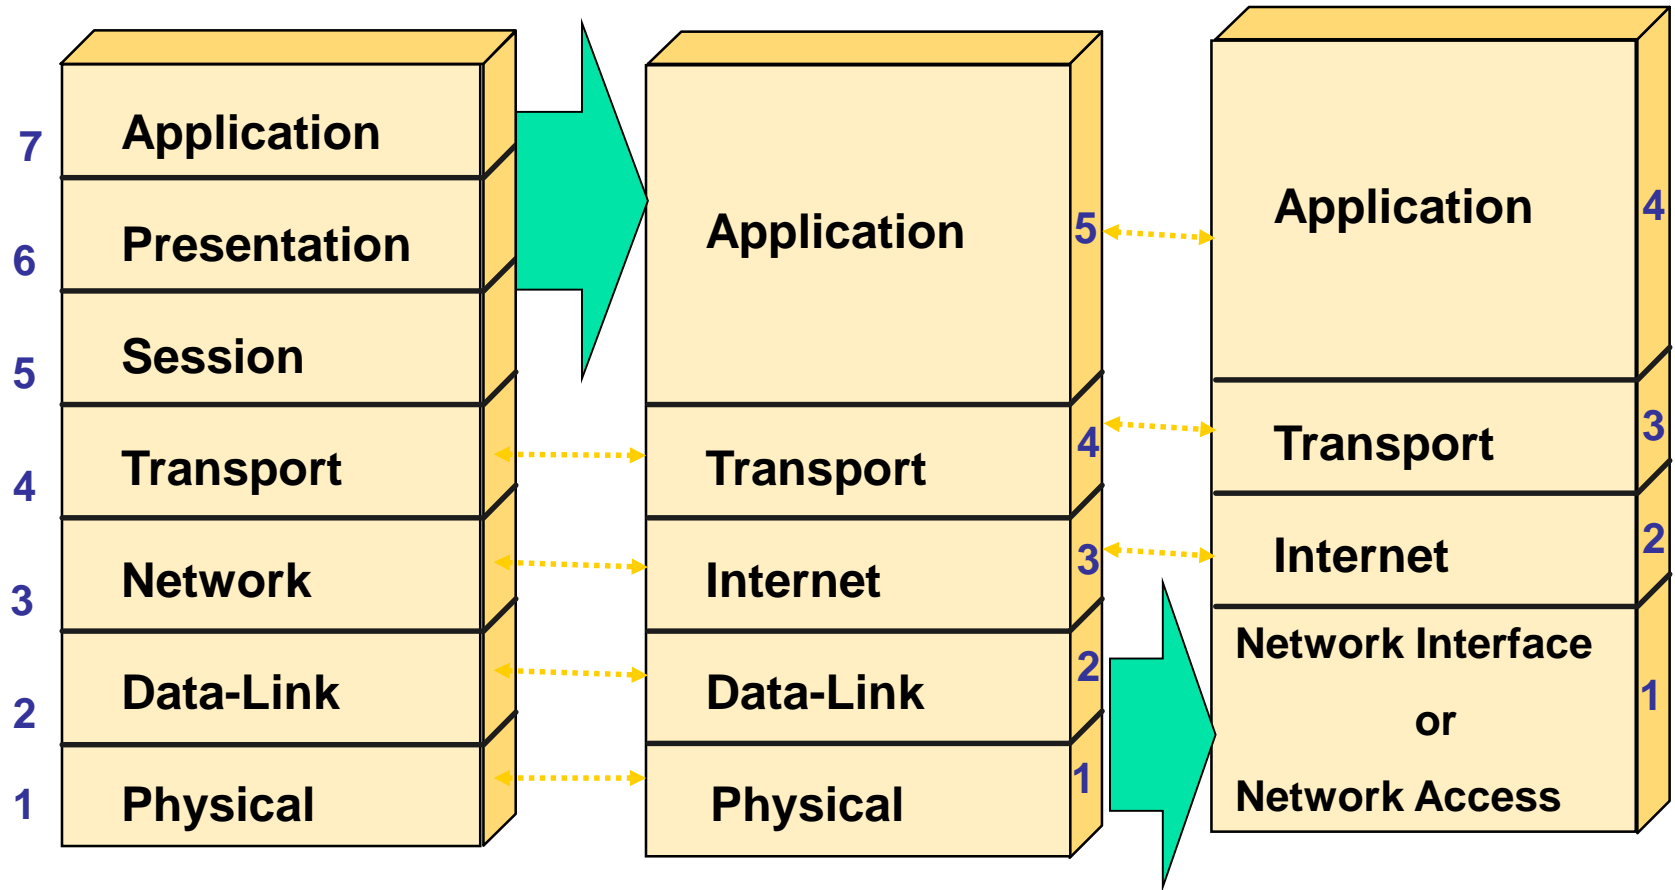 7
Application
6
Presentation
5
Session
4
Transport
3
Network
2
Data-Link
1
Physical
Application
5
Transport
4
Internet
3
Data-Link
2
Physical
1
Application
4
Transport
3
Internet
2
Network Interface
or
Network Access
1